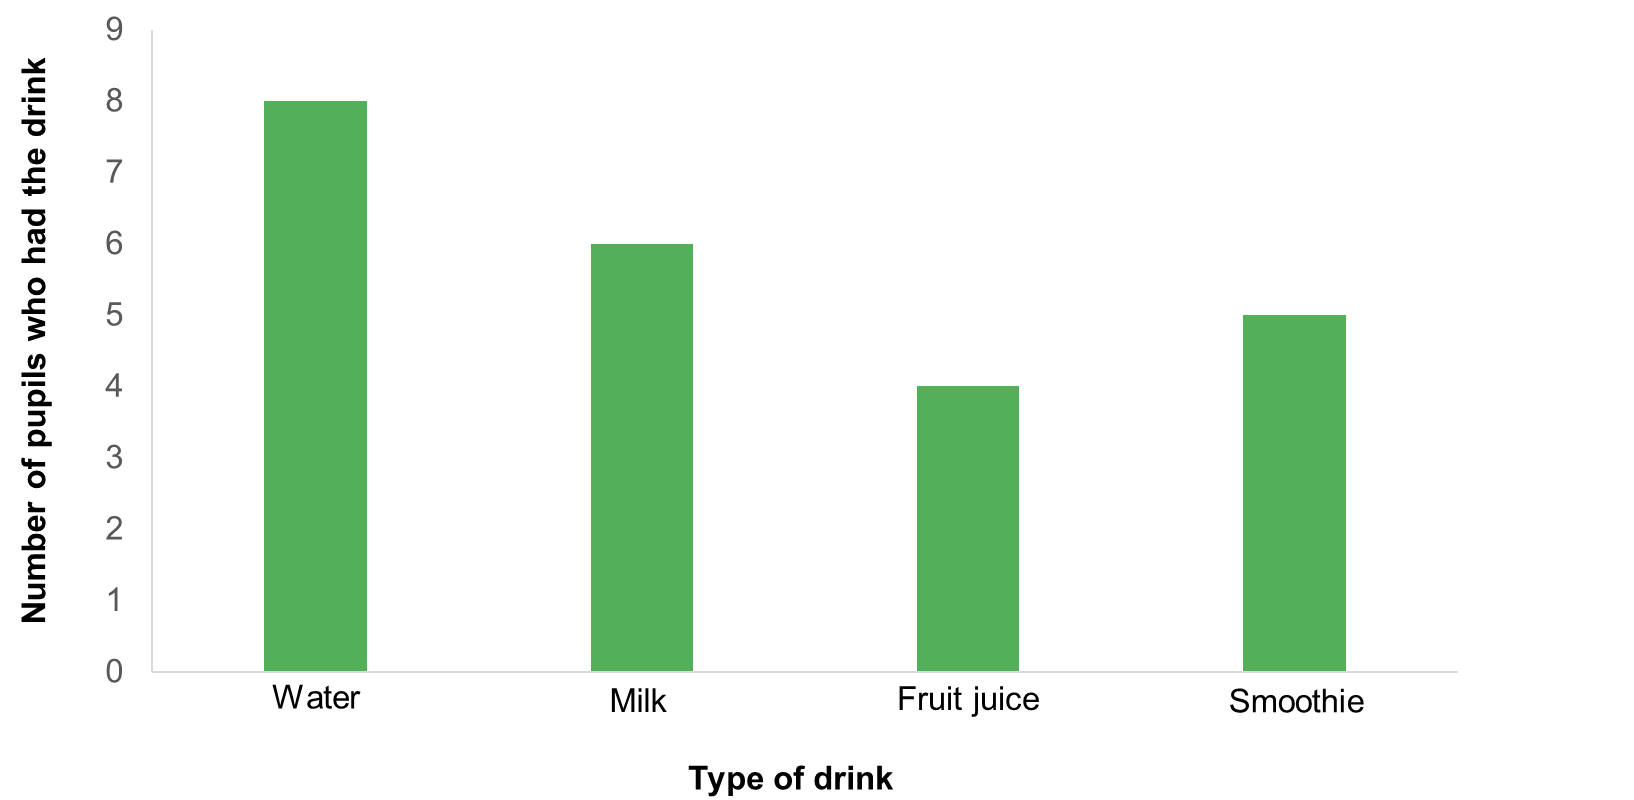 Number of pupils who had the drink
9
8
7
6
5
4
3
2
1
0
Water
Milk
Fruit juice
Smoothie
Type of drink